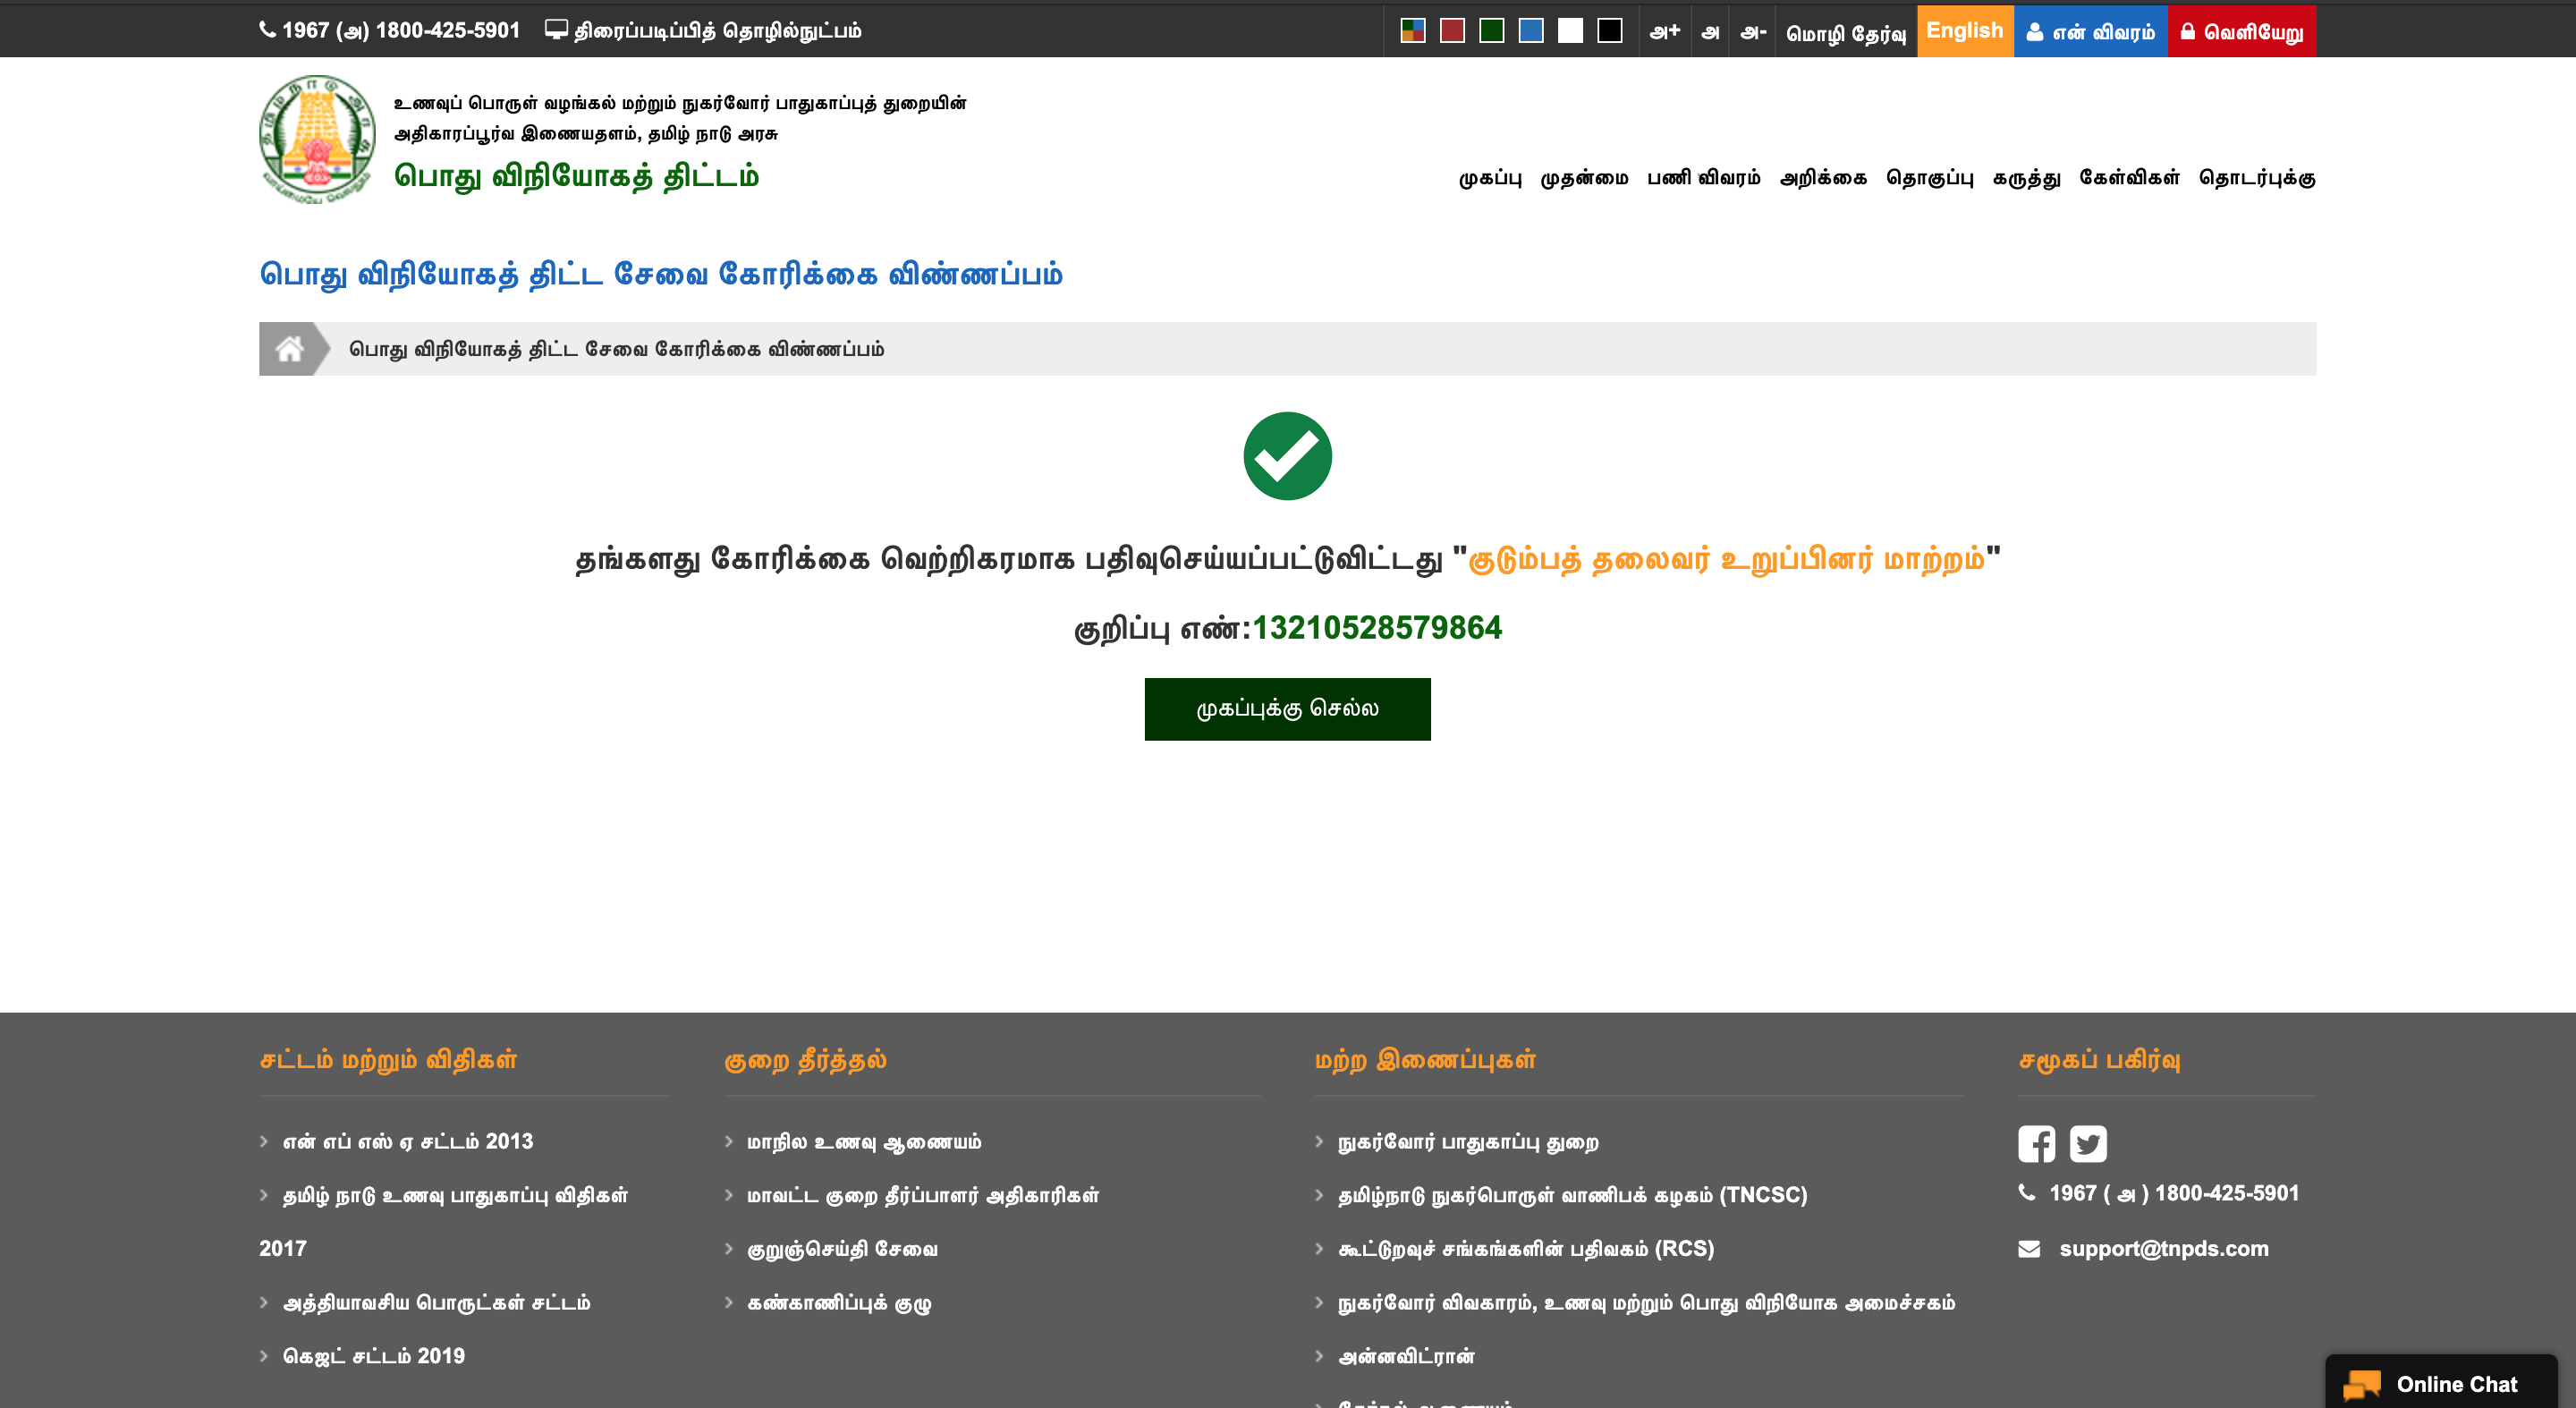 1967 (அ) 1800-425-5901 திரைப்படிப்பித் தொழில்நுட்பம்
அ+ அ அ- மொழி தேர்வு English என் விவரம் வெளியேறு
உணவுப் பொருள் வழங்கல் மற்றும் நுகர்வோர் பாதுகாப்புத் துறையின்
அதிகாரப்பூர்வ இணையதளம், தமிழ் நாடு அரசு
பொது விநியோகத் திட்டம்
முகப்பு முதன்மை பணி விவரம் அறிக்கை தொகுப்பு கருத்து கேள்விகள் தொடர்புக்கு
பொது விநியோகத் திட்ட சேவை கோரிக்கை விண்ணப்பம்
பொது விநியோகத் திட்ட சேவை கோரிக்கை விண்ணப்பம்
தங்களது கோரிக்கை வெற்றிகரமாக பதிவுசெய்யப்பட்டுவிட்டது "குடும்பத் தலைவர் உறுப்பினர் மாற்றம்"
குறிப்பு எண்:13210528579864
முகப்புக்கு செல்ல
சட்டம் மற்றும் விதிகள்
என் எப் எஸ் ஏ சட்டம் 2013
தமிழ் நாடு உணவு பாதுகாப்பு விதிகள்
2017
அத்தியாவசிய பொருட்கள் சட்டம்
கெஜட் சட்டம் 2019
குறை தீர்த்தல்
மாநில உணவு ஆணையம்
மாவட்ட குறை தீர்ப்பாளர் அதிகாரிகள்
குறுஞ்செய்தி சேவை
கண்காணிப்புக் குழு
மற்ற இணைப்புகள்
நுகர்வோர் பாதுகாப்பு துறை
தமிழ்நாடு நுகர்பொருள் வாணிபக் கழகம் (TNCSC)
கூட்டுறவுச் சங்கங்களின் பதிவகம் (RCS)
நுகர்வோர் விவகாரம், உணவு மற்றும் பொது விநியோக அமைச்சகம்
அன்னவிட்ரான்
சமூகப் பகிர்வு
1967 ( அ ) 1800-425-5901
support@tnpds.com
Online Chat